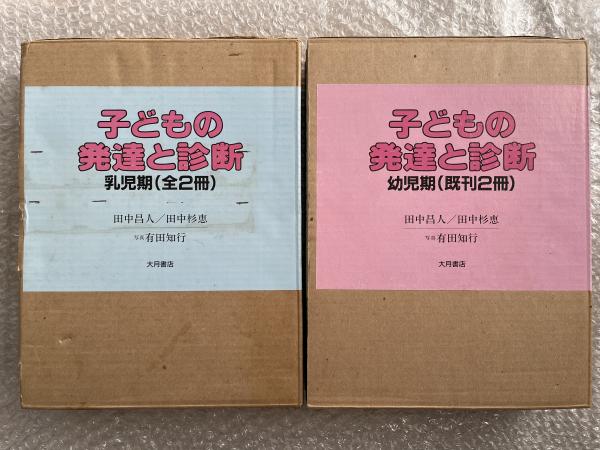 子どもの
発達と診断
乳児期(全2冊)
田中昌人/田中杉恵
写真 有田知行
大月書店
子どもの
発達と診断
幼児期(既刊2冊)
田中昌人/田中杉恵
写真 有田知行
大月書店